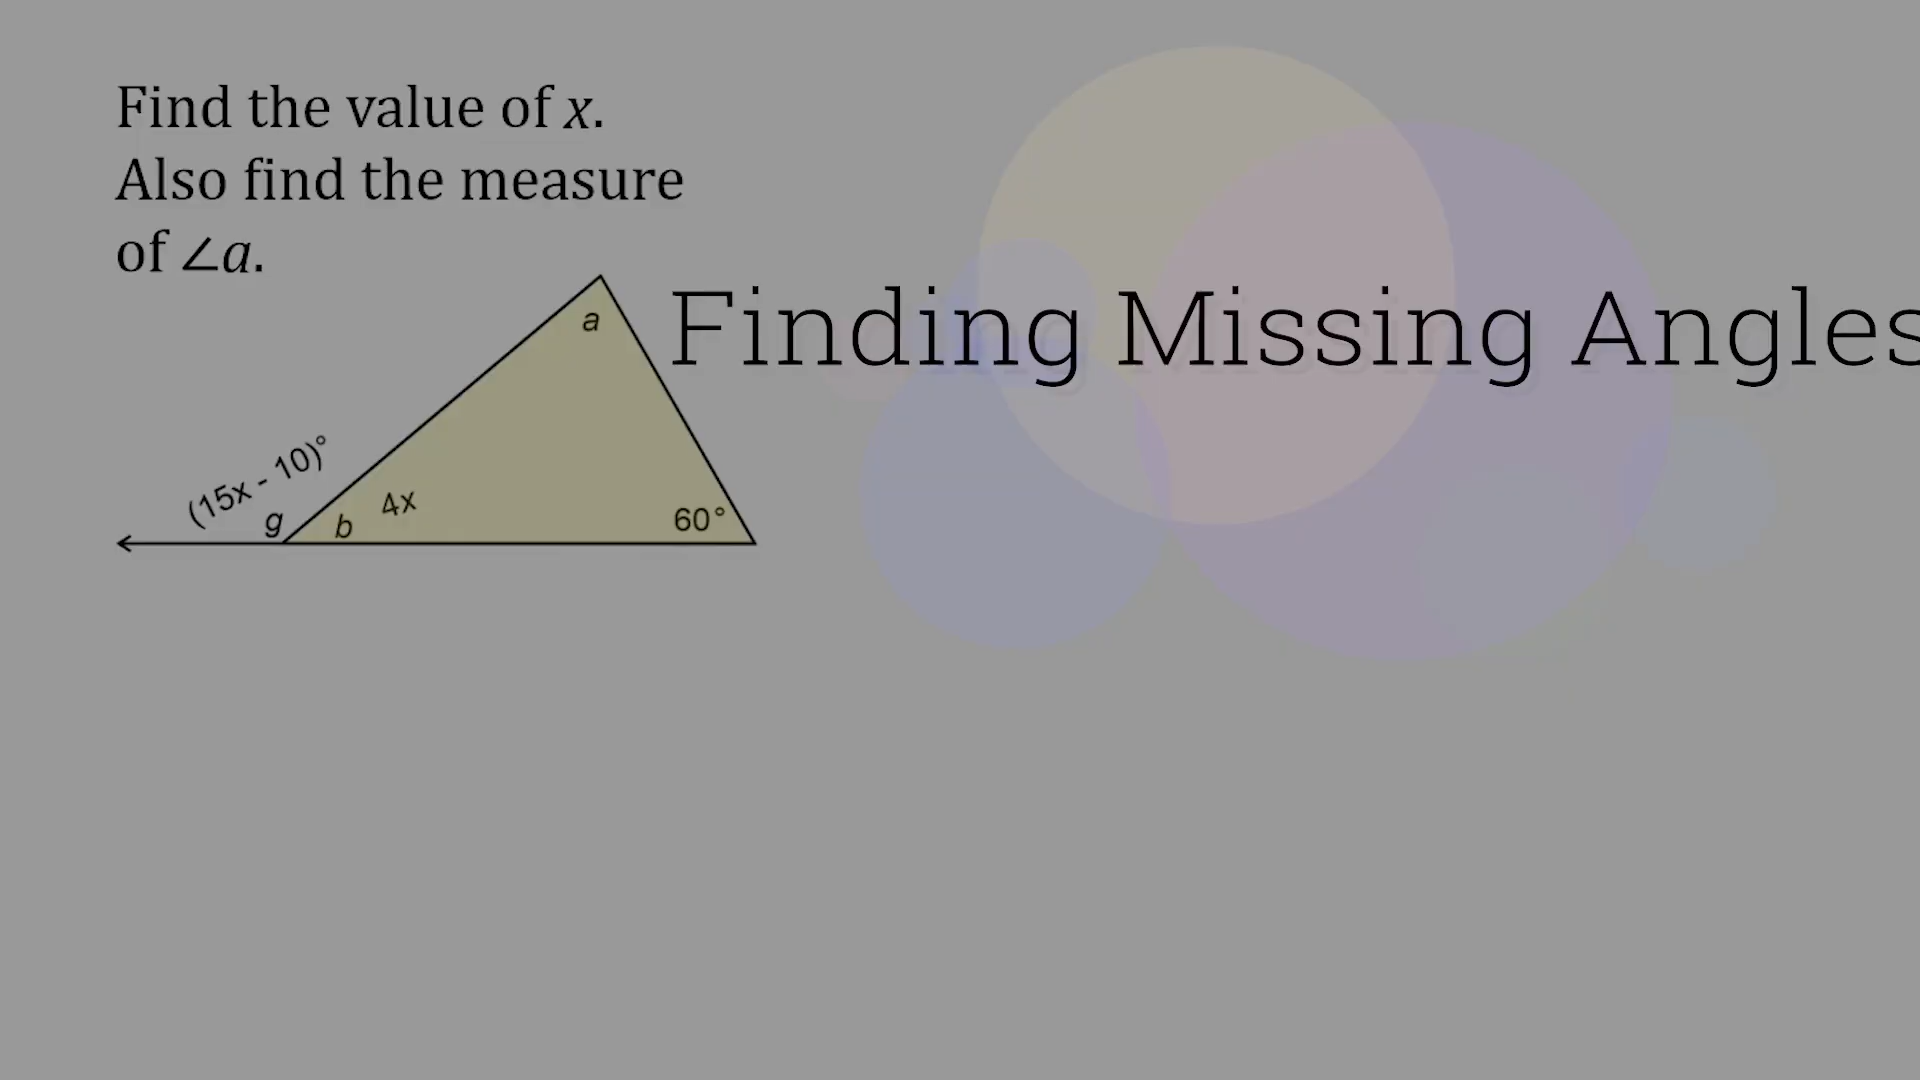 Find the value of x.
Also find the measure
of ∠a.
Finding Missing Angles
a
(15x - 10)°
g
b
4x
60°